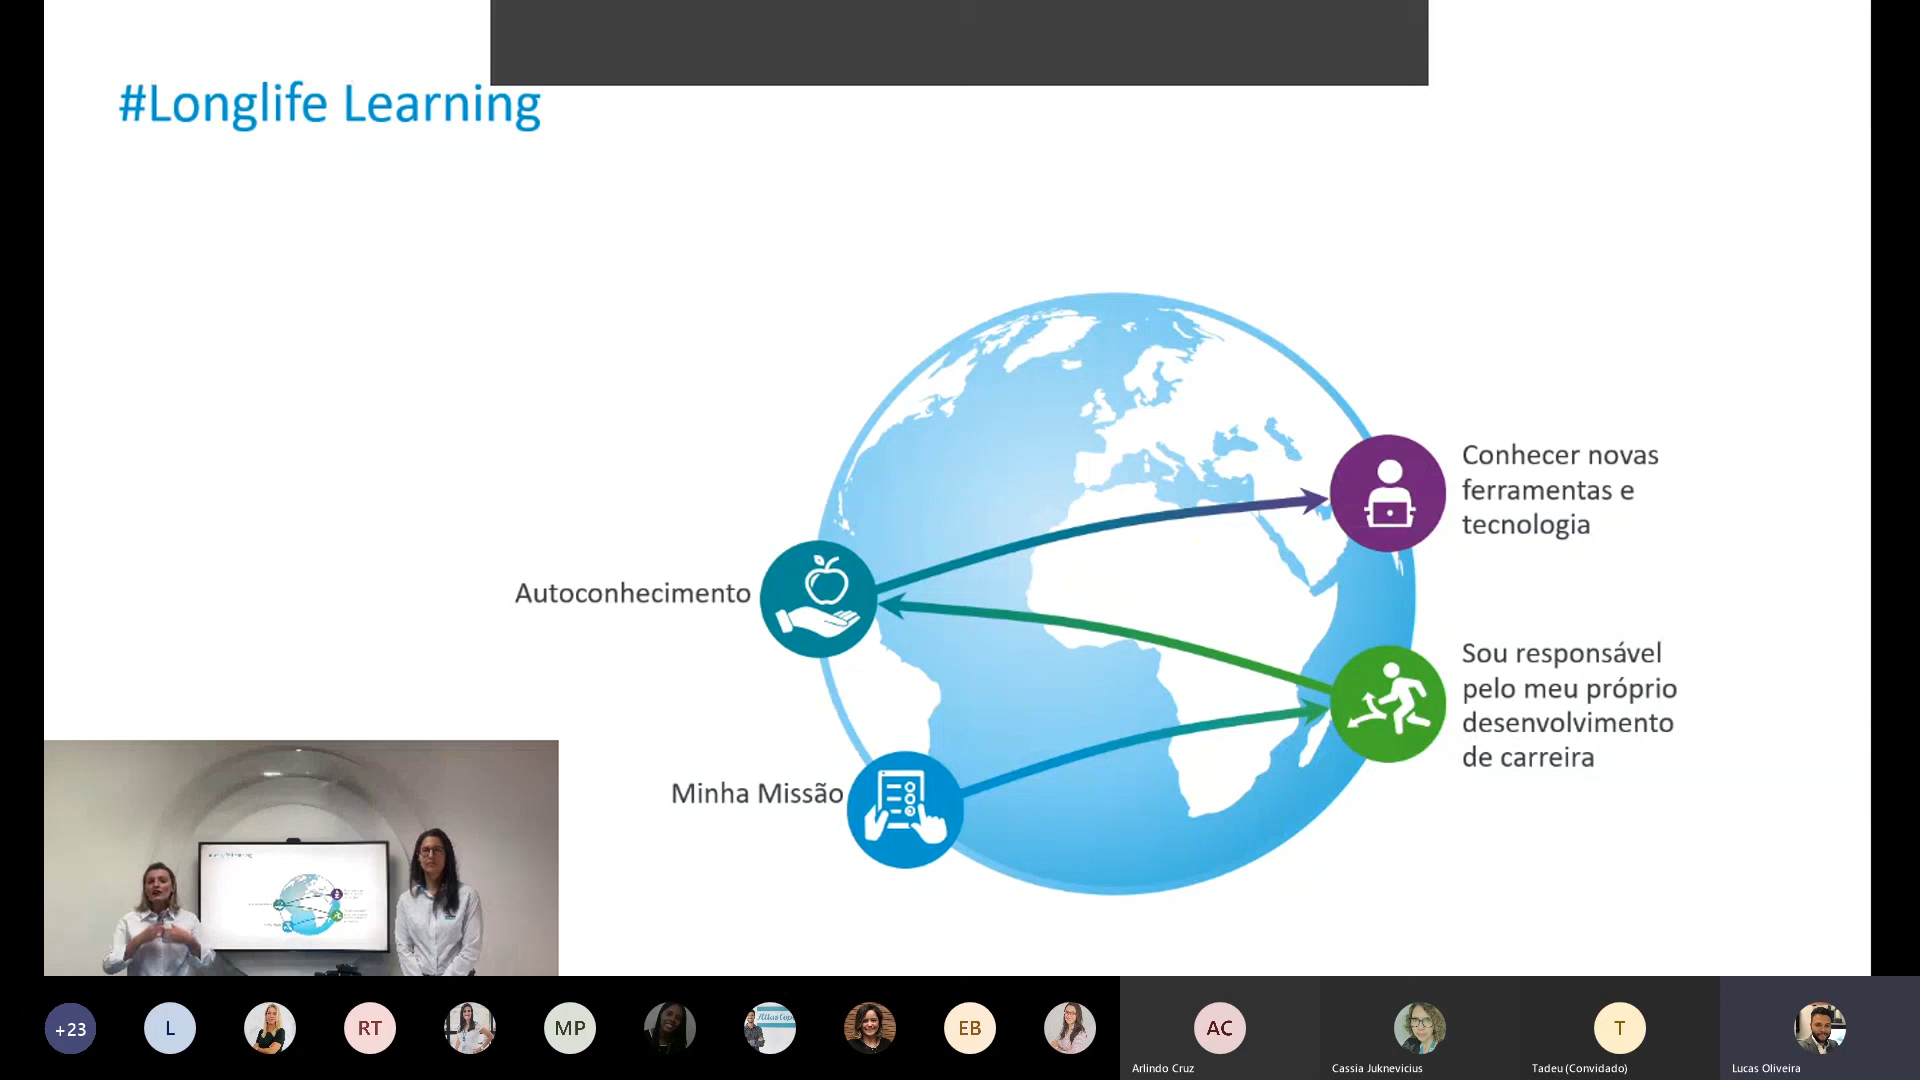 #Longlife Learning
Conhecer novas
ferramentas e
tecnologia
Autoconhecimento
Sou responsável
pelo meu próprio
desenvolvimento
de carreira
Minha Missão
+23
L
RT
MP
EB
AC
T
Arlindo Cruz
Cassia Juknevicius
Tadeu (Convidado)
Lucas Oliveira